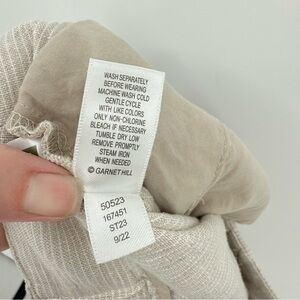 WASH SEPARATELY
BEFORE WEARING
MACHINE WASH COLD
GENTLE CYCLE
WITH LIKE COLORS
ONLY NON-CHLORINE
BLEACH IF NECESSARY
TUMBLE DRY LOW
REMOVE PROMPTLY
STEAM IRON
WHEN NEEDED
© GARNET HILL
50523
167451
ST23
9/22